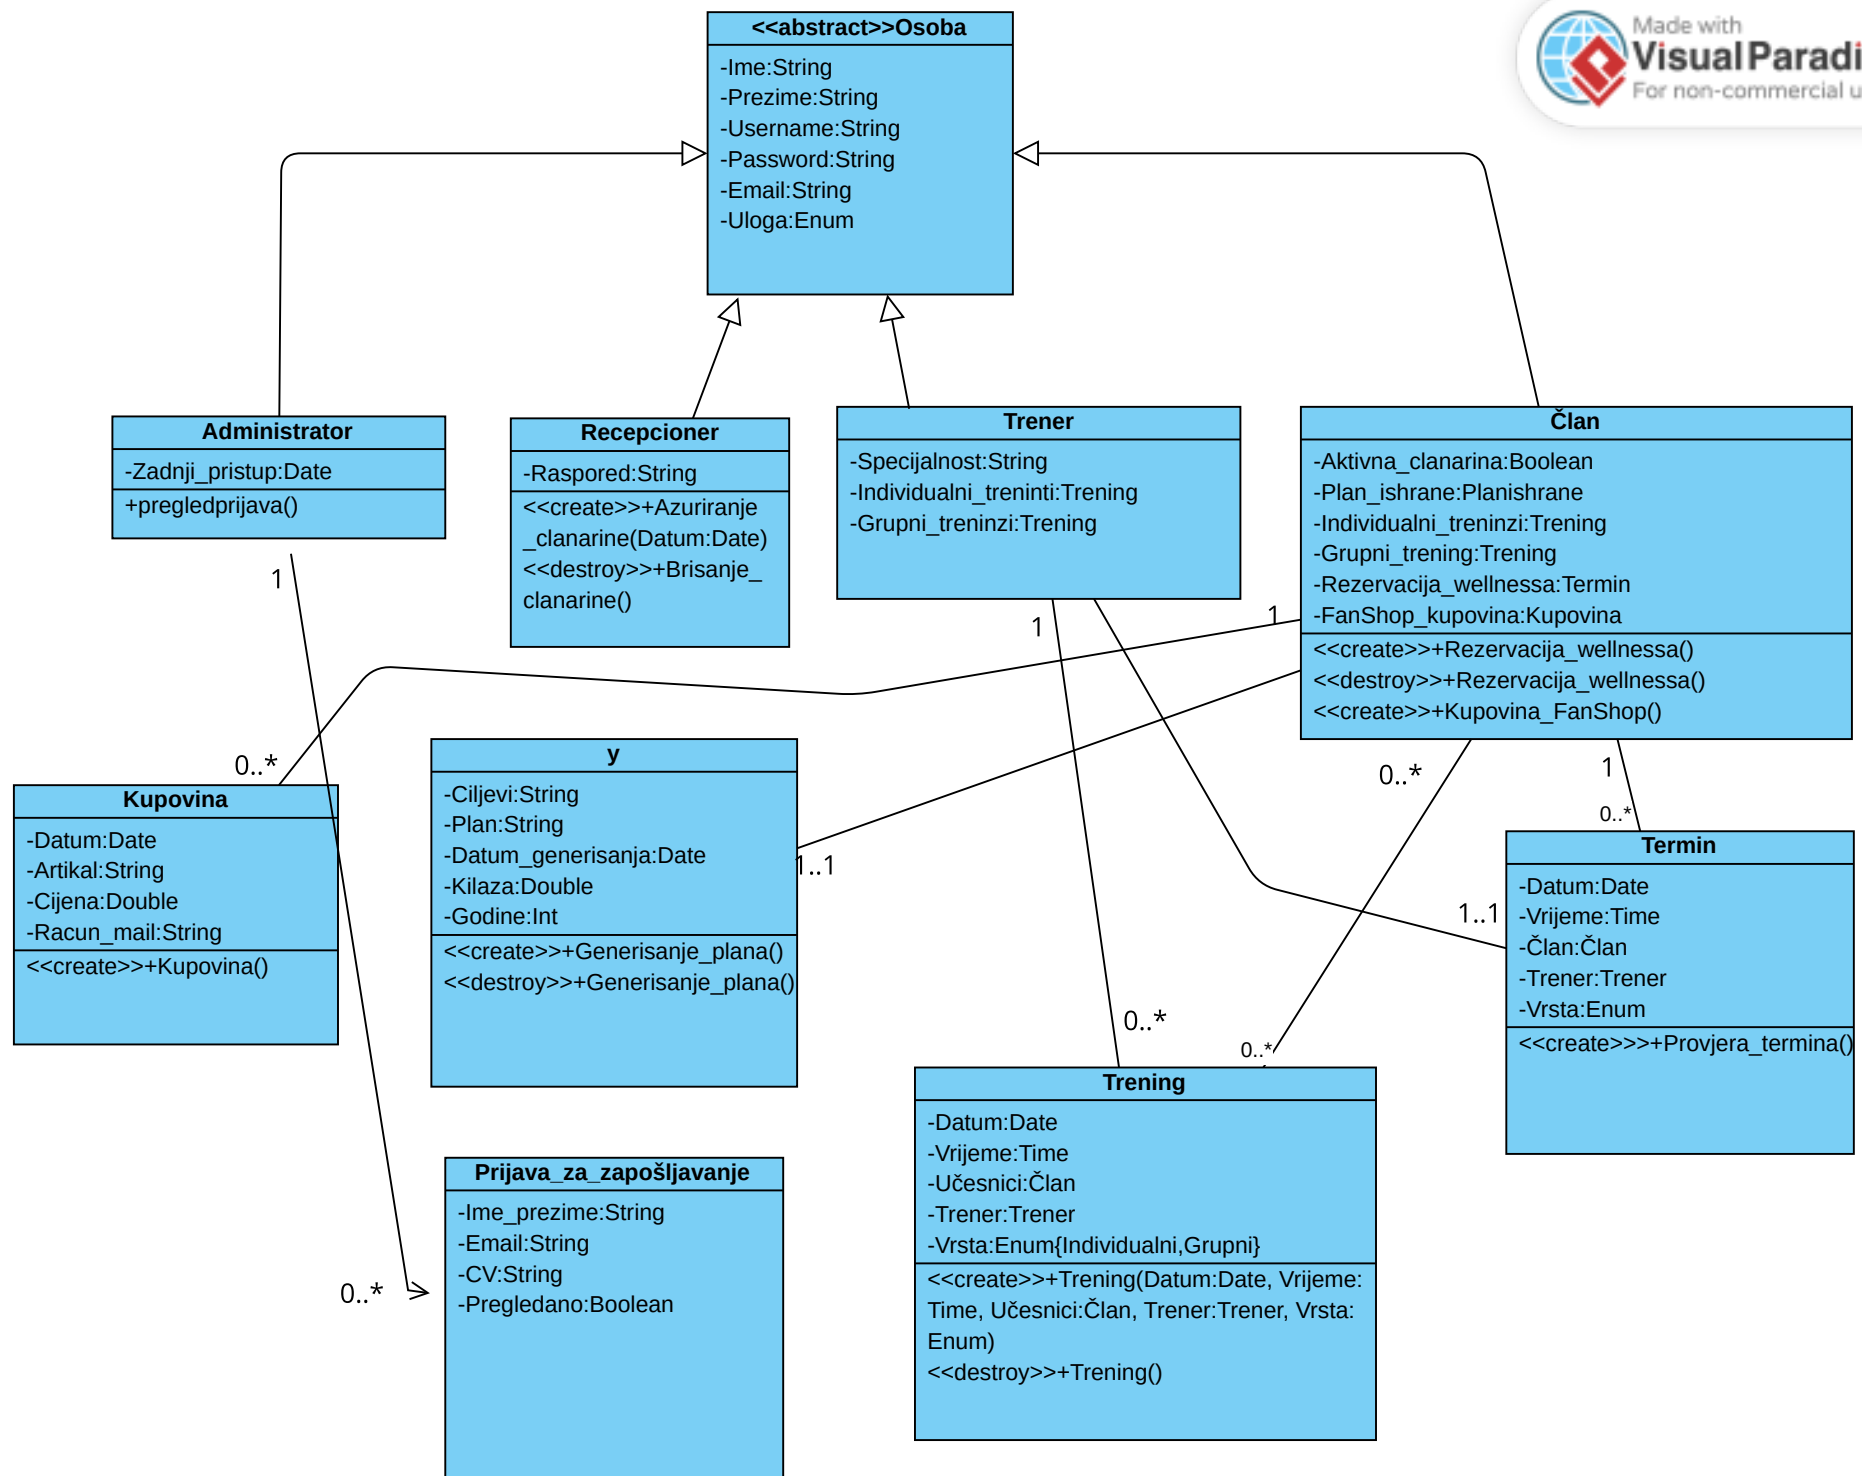 <<abstract>>Osoba
-Ime:String
-Prezime:String
-Username:String
-Password:String
-Email:String
-Uloga:Enum
Made with
VisualParadi
For non-commercial u
Administrator
-Zadnji_pristup:Date
+pregledprijava()
1
Recepcioner
-Raspored:String
<<create>>+Azuriranje
_clanarine(Datum:Date)
<<destroy>>+Brisanje_
clanarine()
Trener
-Specijalnost:String
-Individualni_treninti:Trening
-Grupni_treninzi:Trening
1
Član
-Aktivna_clanarina:Boolean
-Plan_ishrane:Planishrane
-Individualni_treninzi:Trening
-Grupni_trening:Trening
-Rezervacija_wellnessa:Termin
-FanShop_kupovina:Kupovina
<<create>>+Rezervacija_wellnessa()
<<destroy>>+Rezervacija_wellnessa()
<<create>>+Kupovina_FanShop()
1
0..*
1
0..*
0..*
Kupovina
-Datum:Date
-Artikal:String
-Cijena:Double
-Racun_mail:String
<<create>>+Kupovina()
y
-Ciljevi:String
-Plan:String
-Datum_generisanja:Date
-Kilaza:Double
-Godine:Int
<<create>>+Generisanje_plana()
<<destroy>>+Generisanje_plana()
1..1
1..1
Termin
-Datum:Date
-Vrijeme:Time
-Član:Član
-Trener:Trener
-Vrsta:Enum
<<create>>>+Provjera_termina()
0..*
0..*
Trening
-Datum:Date
-Vrijeme:Time
-Učesnici:Član
-Trener:Trener
-Vrsta:Enum{Individualni,Grupni}
<<create>>+Trening(Datum:Date, Vrijeme:
Time, Učesnici:Član, Trener:Trener, Vrsta:
Enum)
<<destroy>>+Trening()
0..*
Prijava_za_zapošljavanje
-Ime_prezime:String
-Email:String
-CV:String
-Pregledano:Boolean